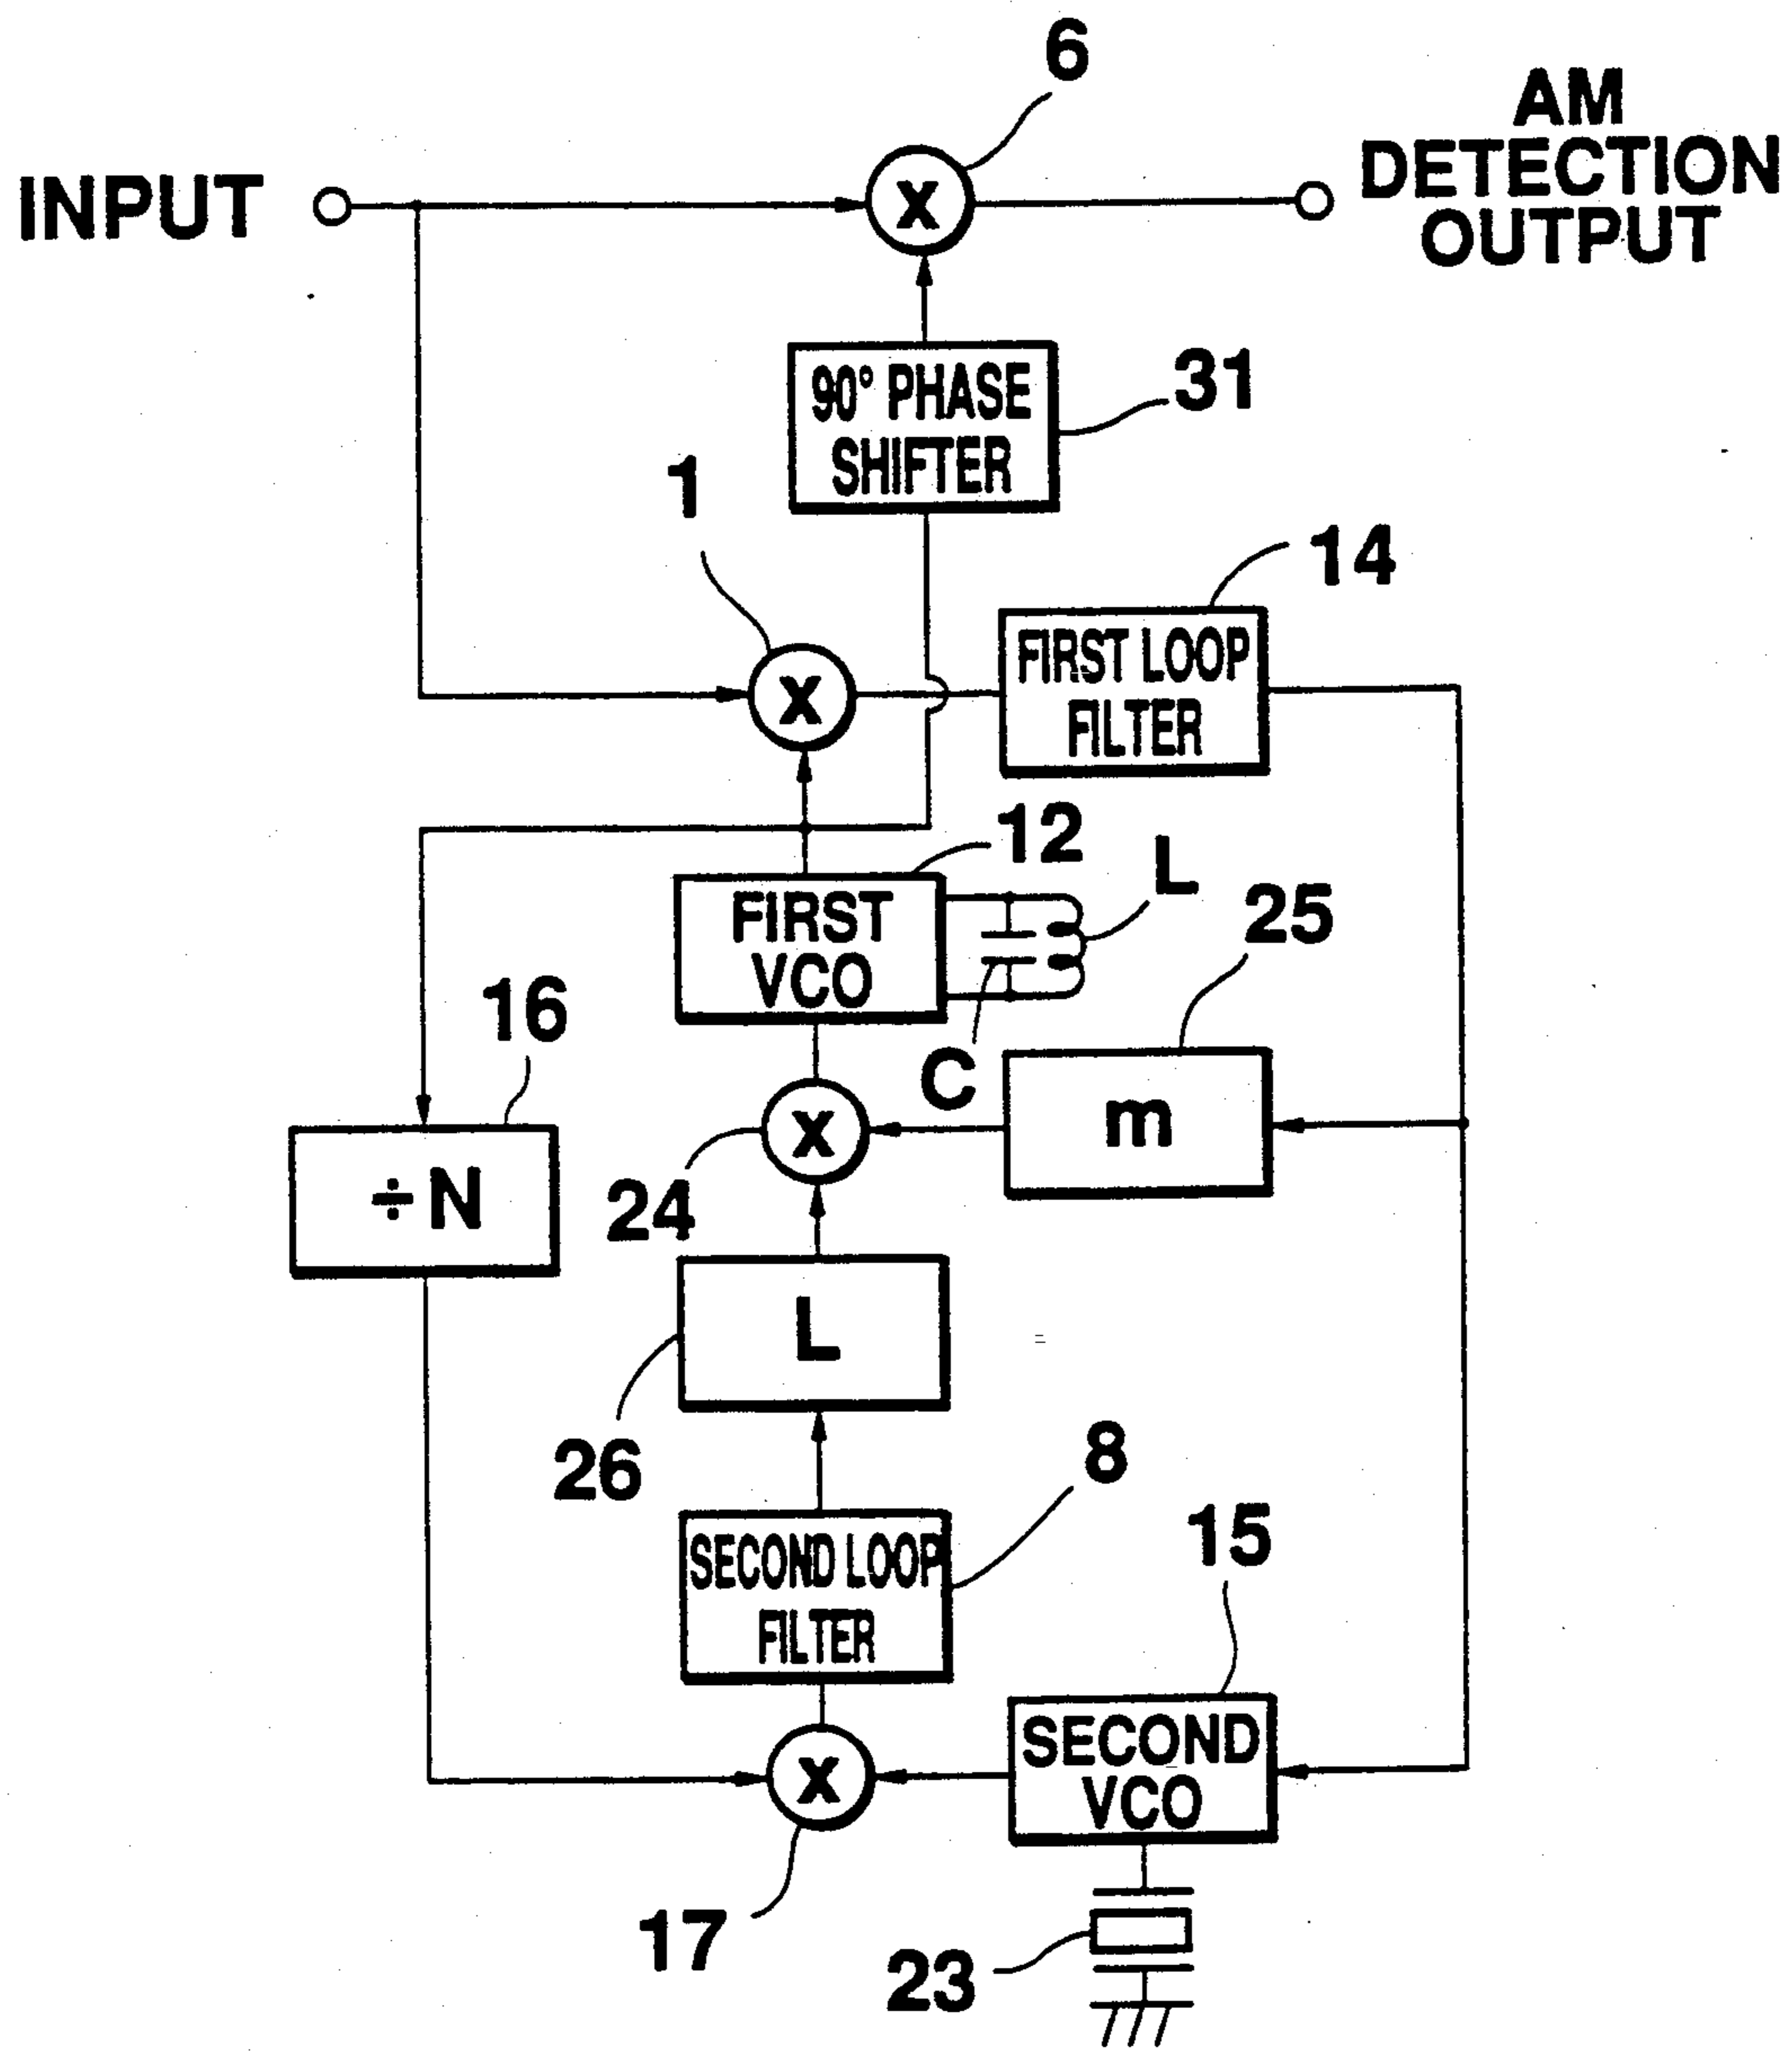 6
AM
DETECTION
OUTPUT
INPUT
X
90° PHASE
SHIFTER
31
1
14
FIRST LOOP
FILTER
X
12
L
25
FIRST
VCO
16
C
m
X
÷N
24
L
26
8
15
SECOND LOOP
FILTER
SECOND
VCO
X
17
23